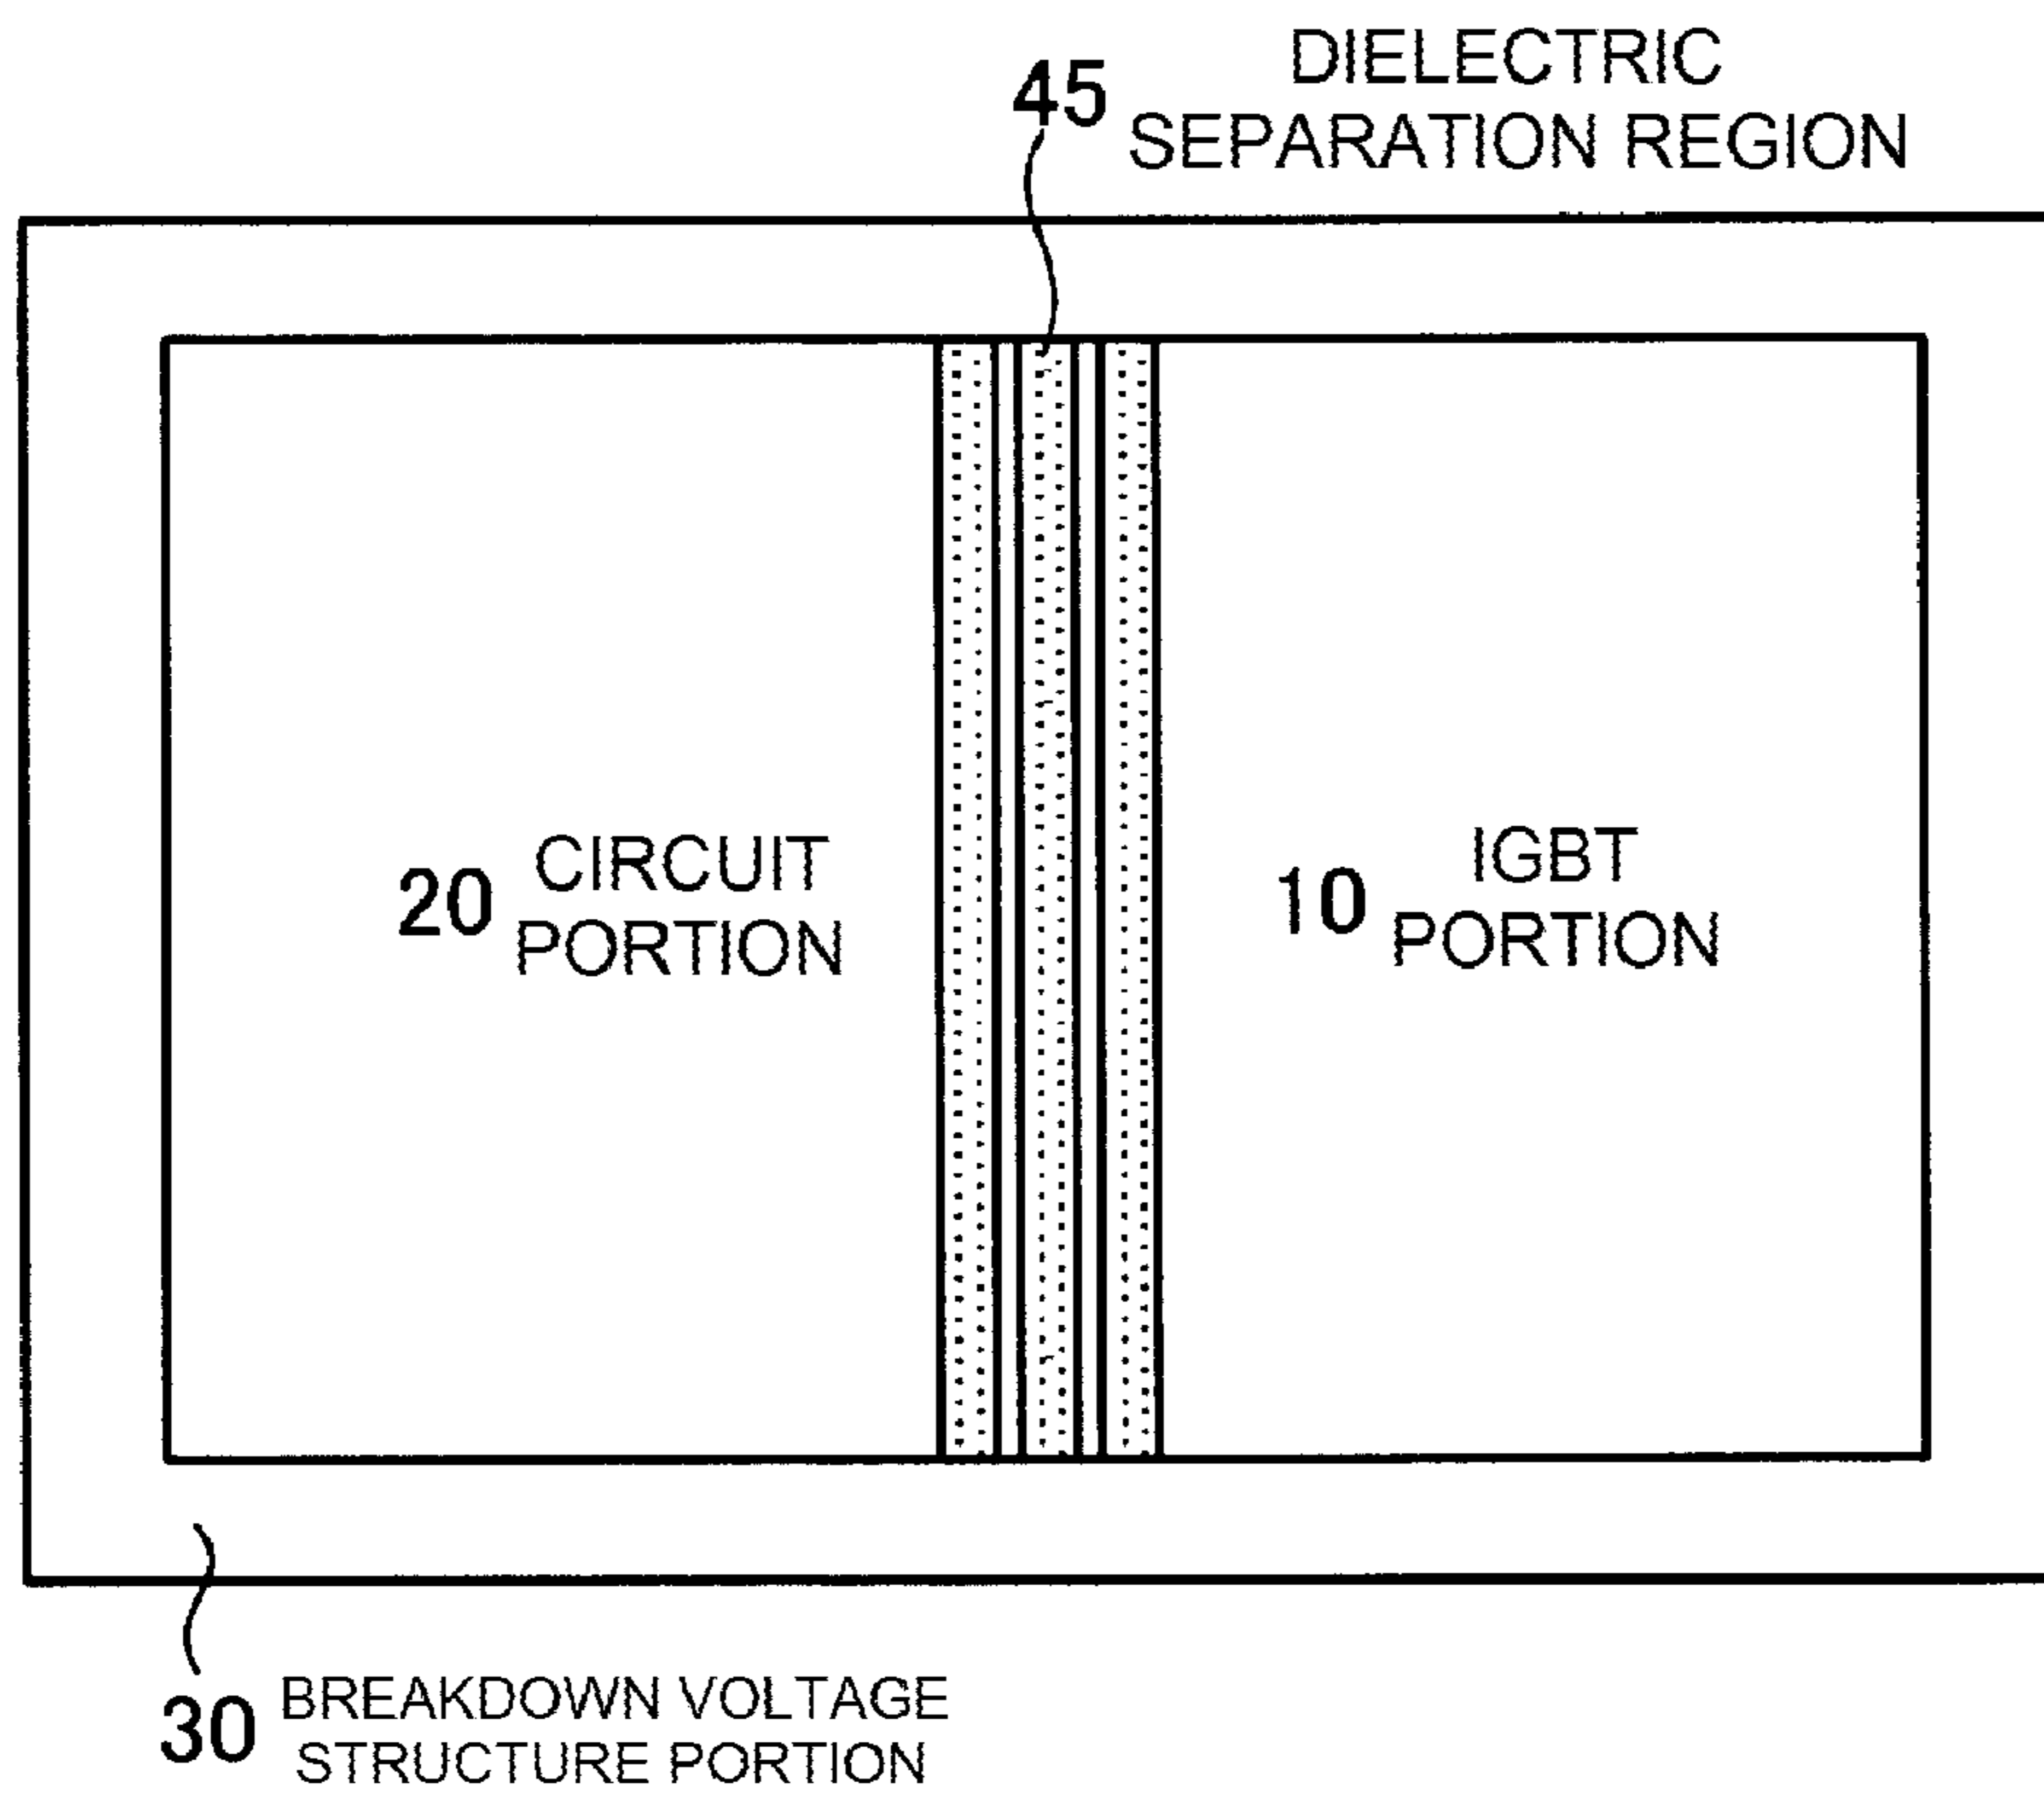 45 DIELECTRIC
SEPARATION REGION
20 CIRCUIT
PORTION
10 IGBT
PORTION
30 BREAKDOWN VOLTAGE
STRUCTURE PORTION